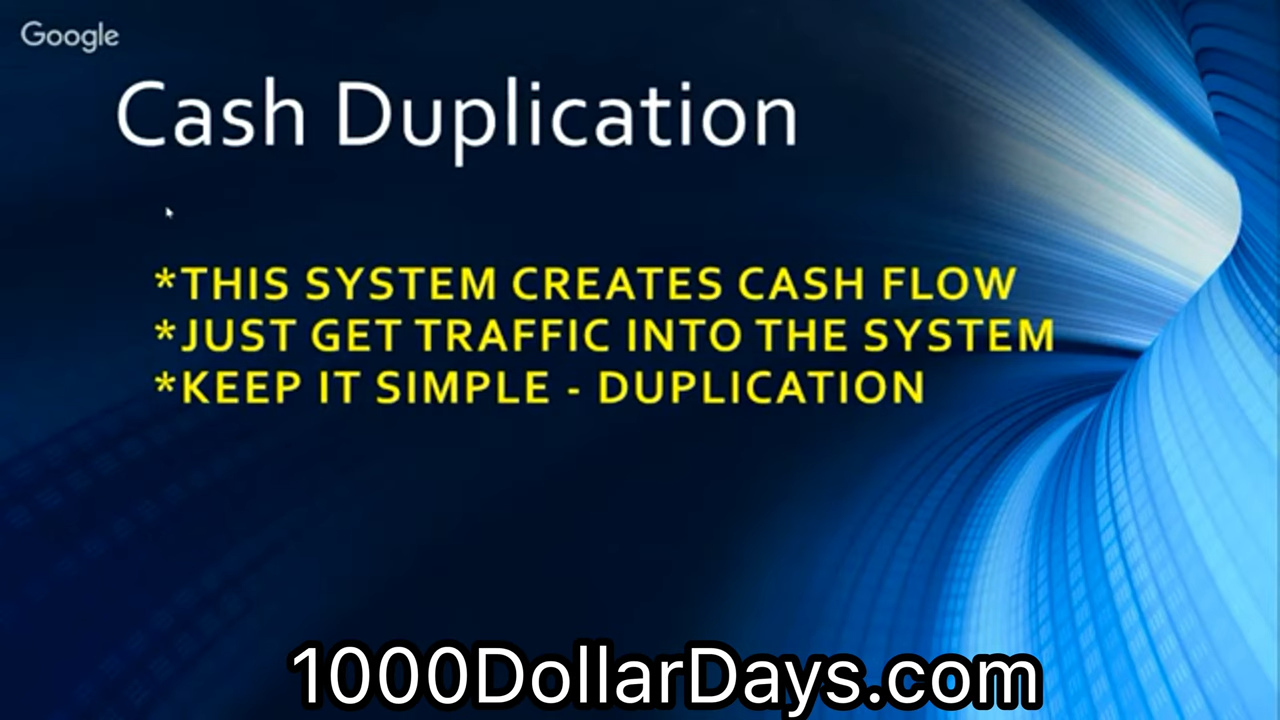 Google
Cash Duplication
*THIS SYSTEM CREATES CASH FLOW
*JUST GET TRAFFIC INTO THE SYSTEM
*KEEP IT SIMPLE - DUPLICATION
1000DollarDays.com